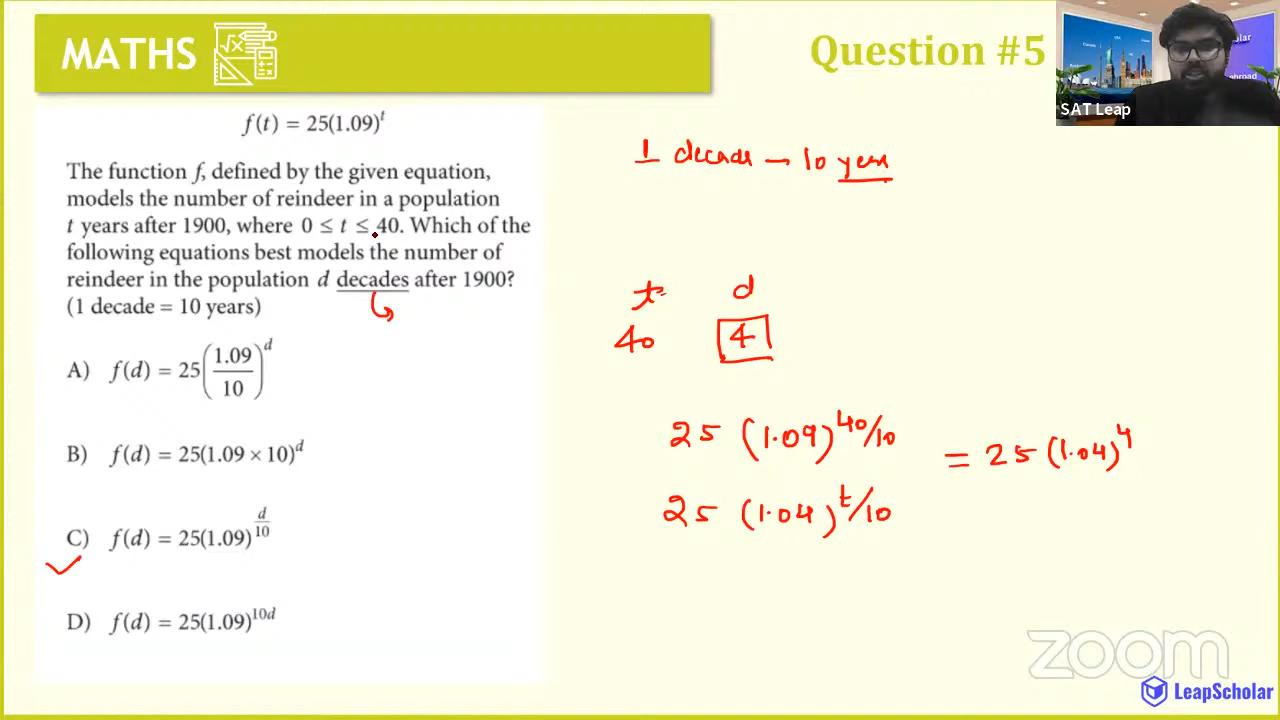 MATHS
Question #5
SAT Leap
f(t) = 25(1.09)^t
The function f, defined by the given equation,
models the number of reindeer in a population
t years after 1900, where 0 ≤ t ≤ 40. Which of the
following equations best models the number of
reindeer in the population d decades after 1900?
(1 decade = 10 years)
A) f(d) = 25(1.09/10)^d
B) f(d) = 25(1.09 × 10)^d
C) f(d) = 25(1.09)^(d/10)
D) f(d) = 25(1.09)^10d
1 decade → 10 years
t= d
40 4
25 (1.09)^40/10 = 25 (1.04)^4
25 (1.04)^t/10
zoom
LeapScholar